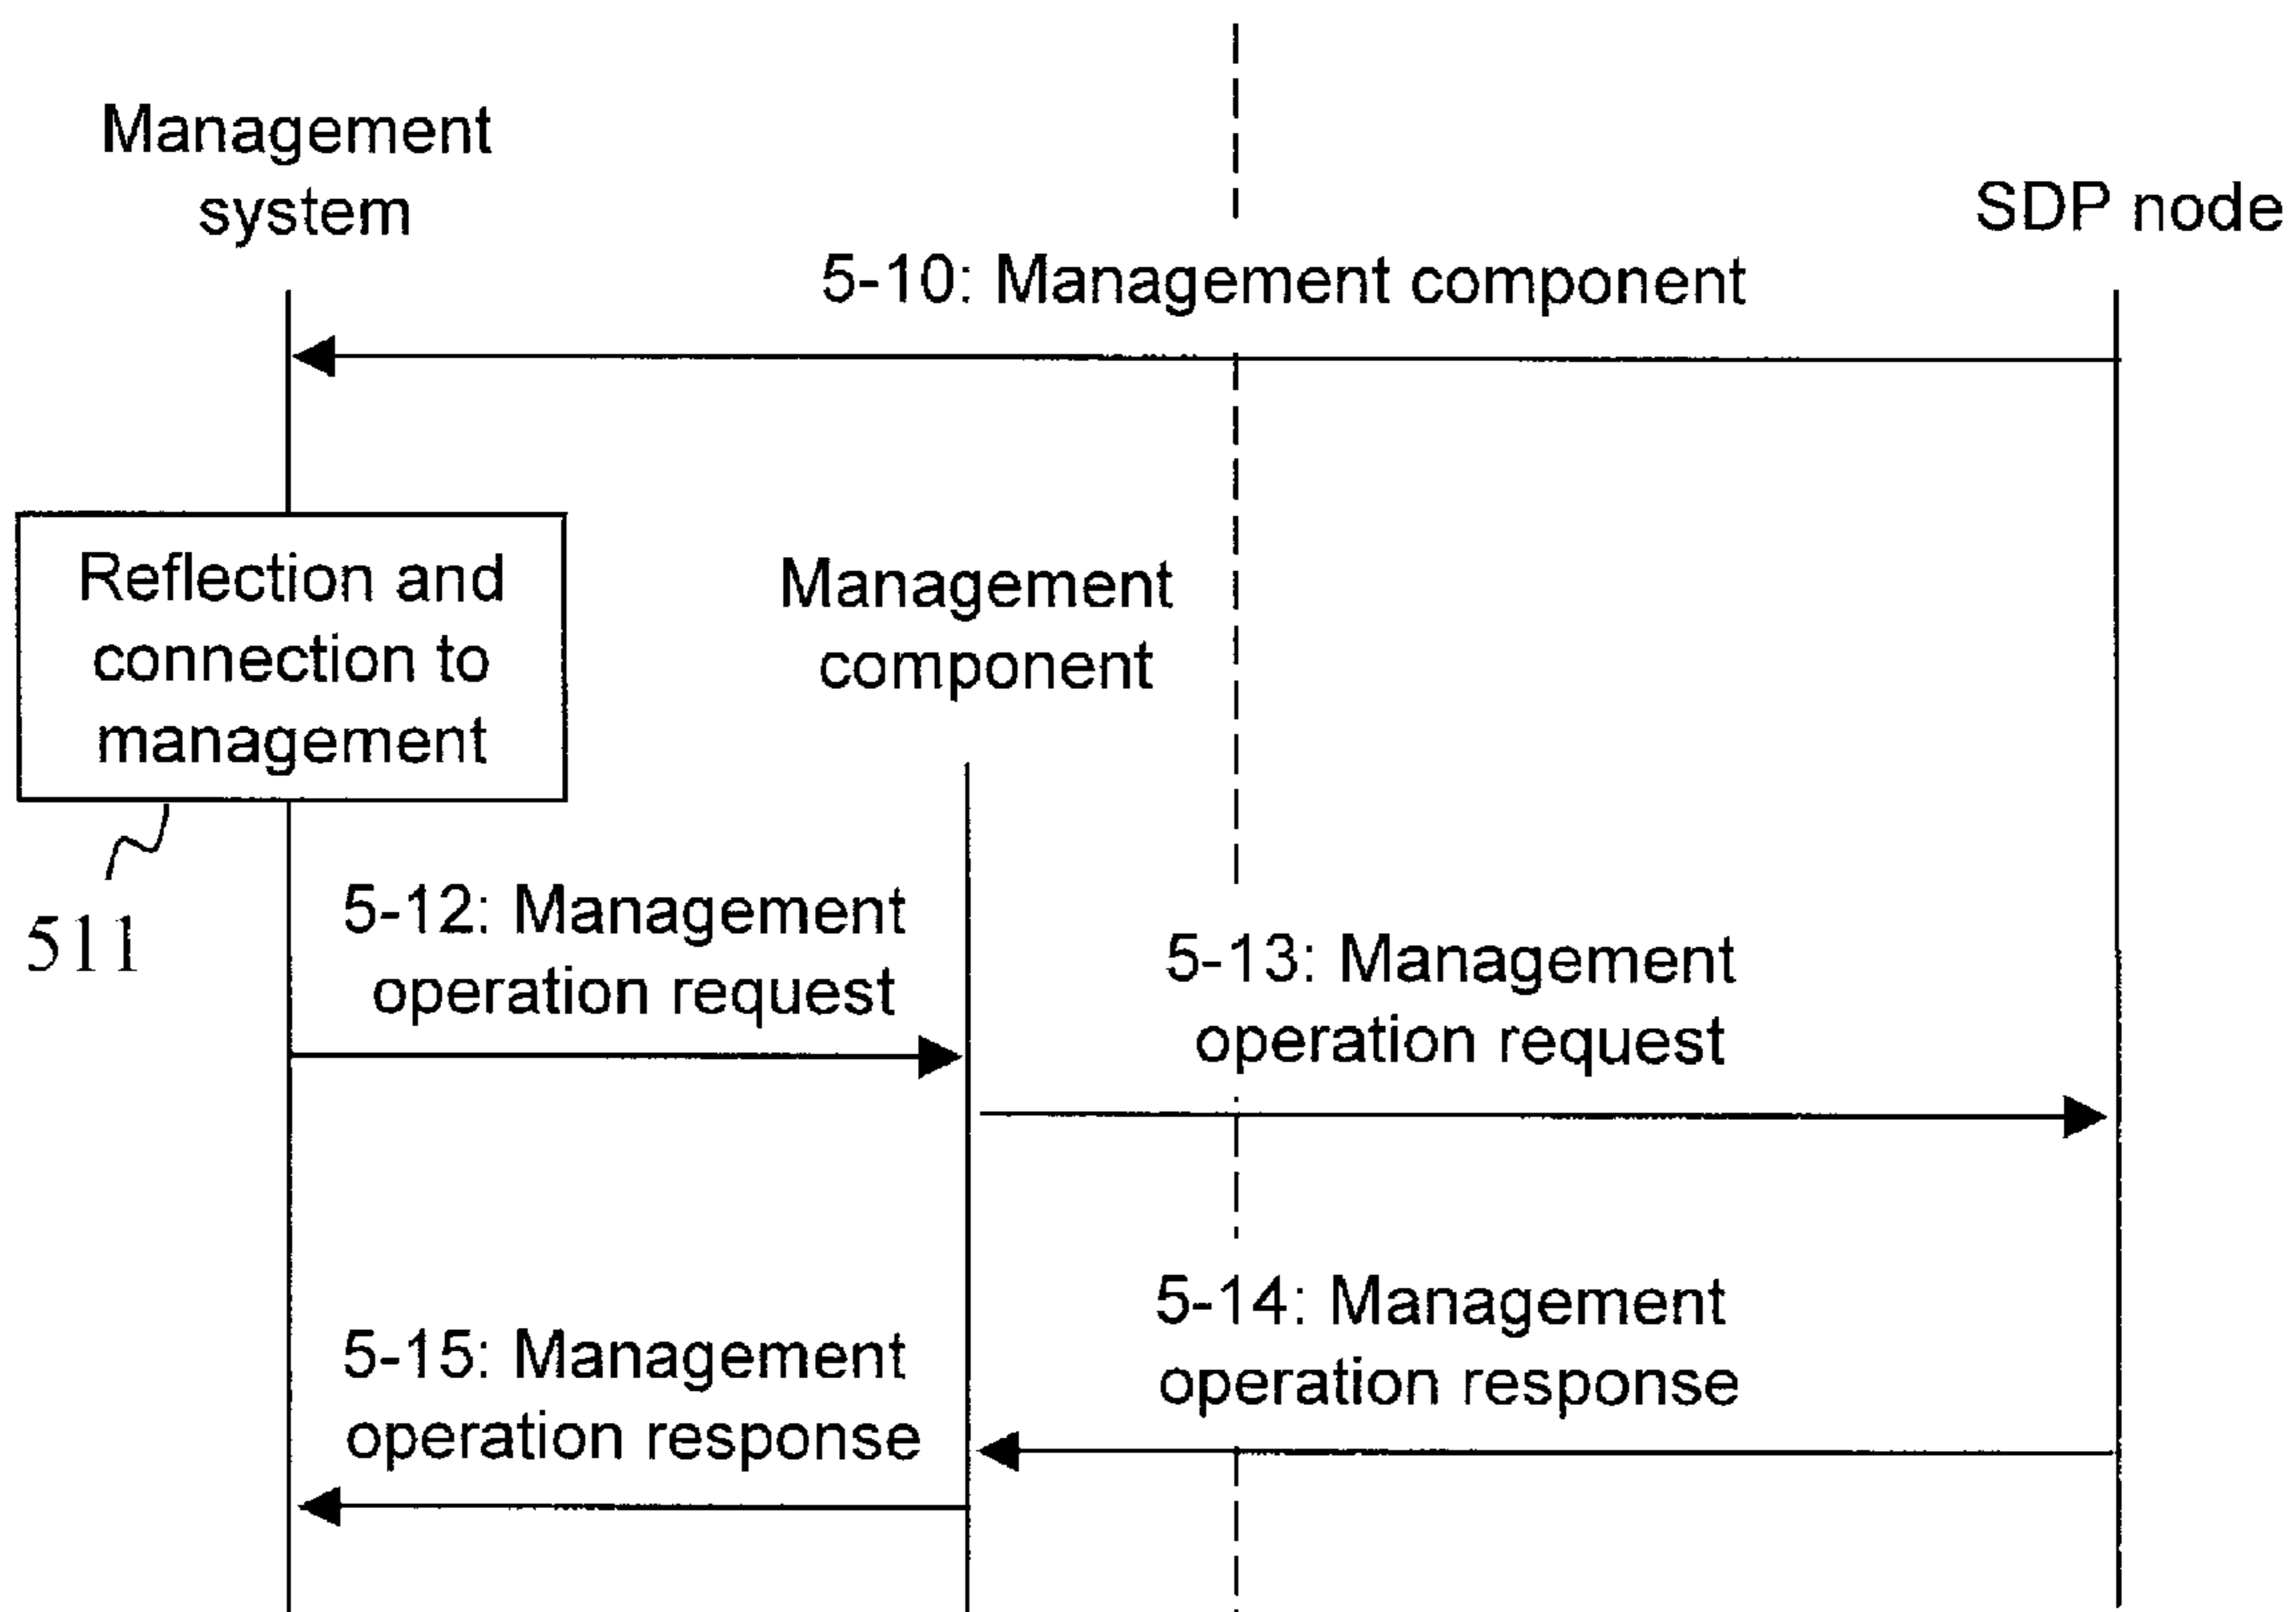 Management
system
SDP node
5-10: Management component
Reflection and
connection to
management
Management
component
511
5-12: Management
operation request
5-13: Management
operation request
5-14: Management
operation response
5-15: Management
operation response